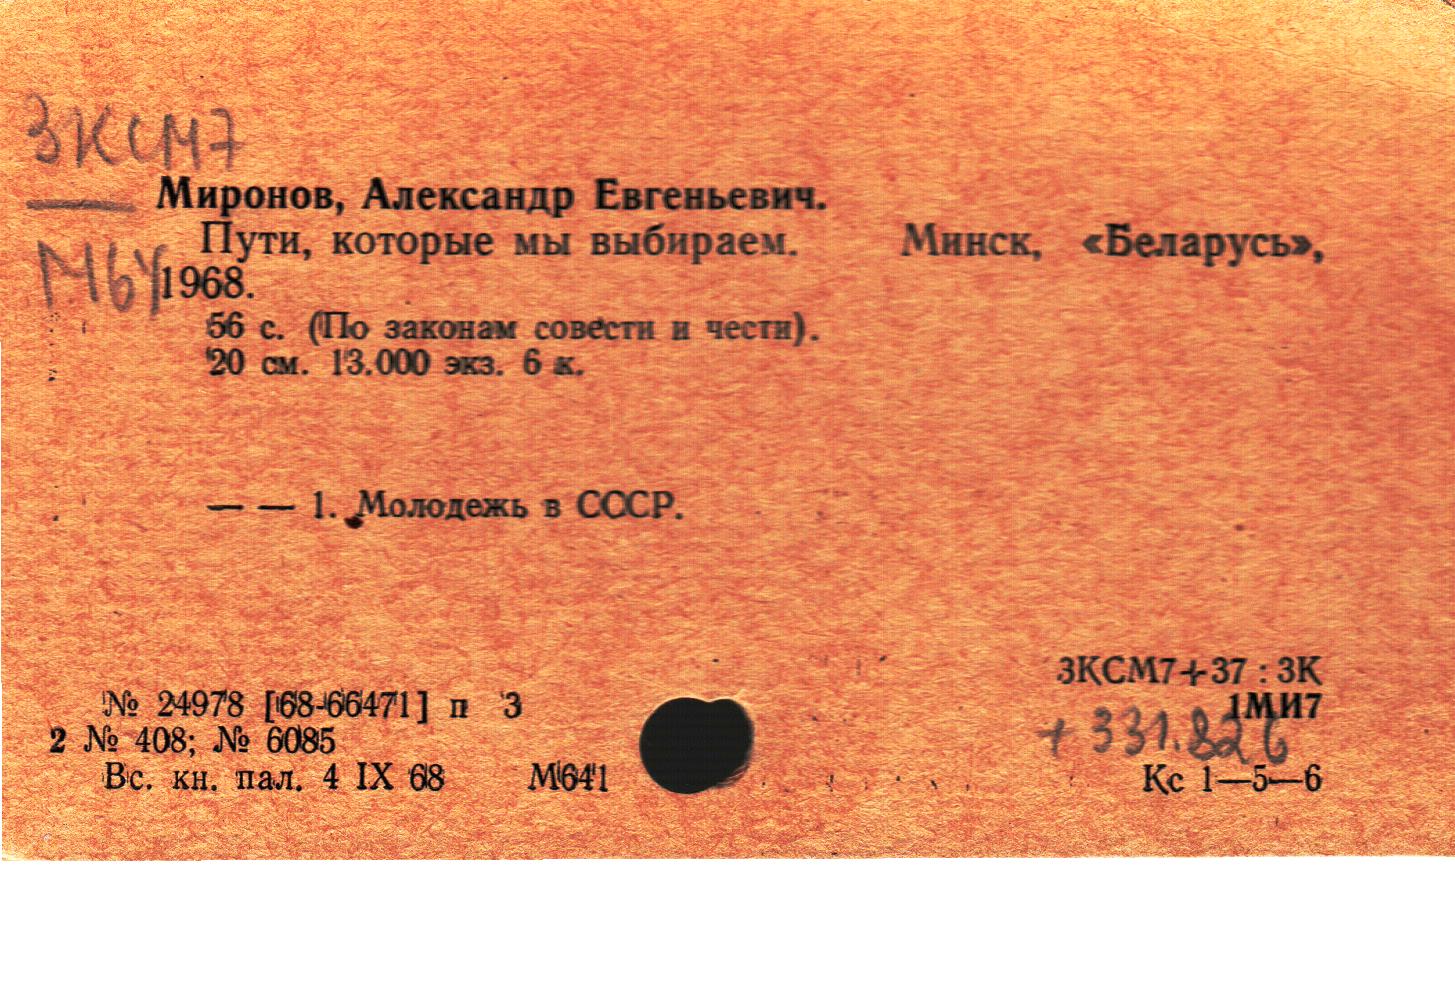 3КСМ7
Миронов, Александр Евгеньевич.
Пути, которые мы выбираем. Минск, «Беларусь»,
М64
1968.
56 с. (По законам совести и чести).
20 см. 13.000 экз. 6 к.
— — 1. Молодежь в СССР.
3КСМ7+37 : 3К
№ 24978 [68-66471] п 3
1МИ7
+ 331.826
2 № 408; № 6085
Вс. кн. пал. 4 IX 68 М641
Кс 1—5—6